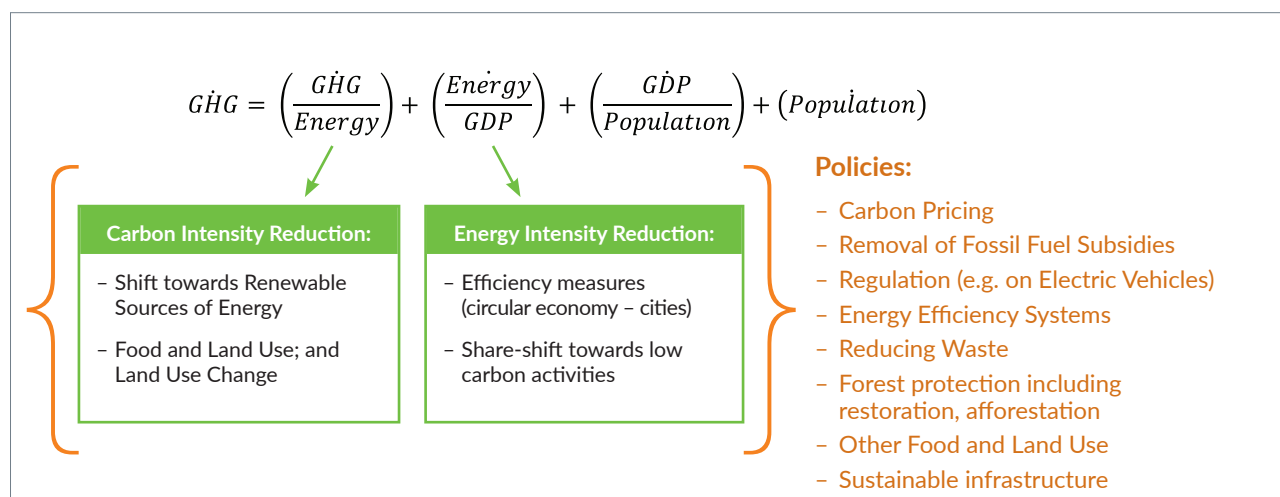 GḢG = (GḢG / Energy) + (Enerġy / GDP) + (GḊP / Population) + (Populȧtion)
Carbon Intensity Reduction:
– Shift towards Renewable
Sources of Energy
– Food and Land Use; and
Land Use Change
Energy Intensity Reduction:
– Efficiency measures
(circular economy – cities)
– Share-shift towards low
carbon activities
Policies:
– Carbon Pricing
– Removal of Fossil Fuel Subsidies
– Regulation (e.g. on Electric Vehicles)
– Energy Efficiency Systems
– Reducing Waste
– Forest protection including
restoration, afforestation
– Other Food and Land Use
– Sustainable infrastructure